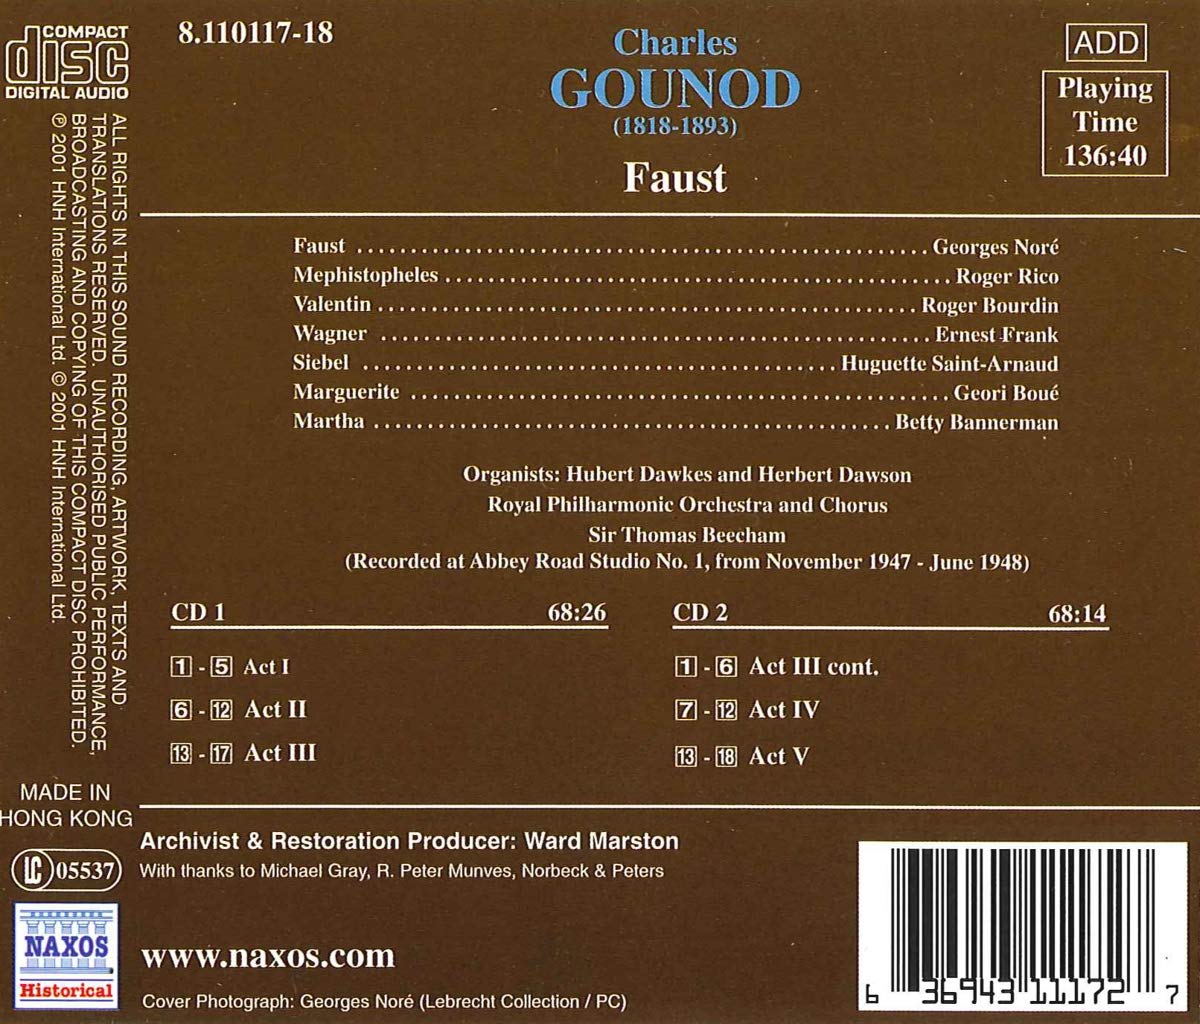 COMPACT
disc
DIGITAL AUDIO
8.110117-18
Charles
GOUNOD
(1818-1893)
Faust
ADD
Playing
Time
136:40
ALL RIGHTS IN THIS SOUND RECORDING, ARTWORK, TEXTS AND
TRANSLATIONS RESERVED. UNAUTHORISED PUBLIC PERFORMANCE,
BROADCASTING AND COPYING OF THIS COMPACT DISC PROHIBITED.
℗ 2001 HNH International Ltd. © 2001 HNH International Ltd.
Faust ........................................................ Georges Noré
Mephistopheles .................................................. Roger Rico
Valentin ..................................................... Roger Bourdin
Wagner ...................................................... Ernest Frank
Siebel .............................................. Huguette Saint-Arnaud
Marguerite ..................................................... Geori Boué
Martha .................................................. Betty Bannerman
Organists: Hubert Dawkes and Herbert Dawson
Royal Philharmonic Orchestra and Chorus
Sir Thomas Beecham
(Recorded at Abbey Road Studio No. 1, from November 1947 - June 1948)
CD 1 68:26
1 - 5 Act I
6 - 12 Act II
13 - 17 Act III
CD 2 68:14
1 - 6 Act III cont.
7 - 12 Act IV
13 - 18 Act V
MADE IN
HONG KONG
LC 05537
NAXOS
Historical
Archivist & Restoration Producer: Ward Marston
With thanks to Michael Gray, R. Peter Munves, Norbeck & Peters
www.naxos.com
Cover Photograph: Georges Noré (Lebrecht Collection / PC)
6 36943 11172 7